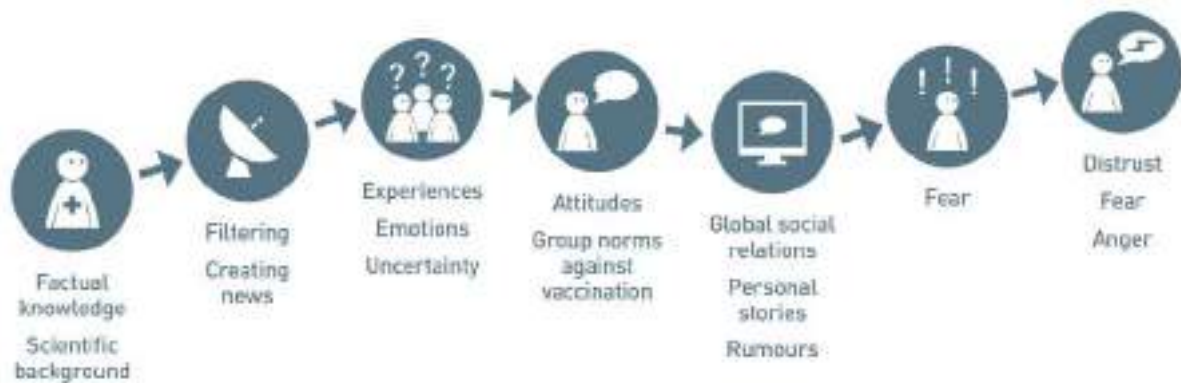 ? ? ?
! ! !
Factual
knowledge
Scientific
background
Filtering
Creating
news
Experiences
Emotions
Uncertainty
Attitudes
Group norms
against
vaccination
Global social
relations
Personal
stories
Rumours
Fear
Distrust
Fear
Anger